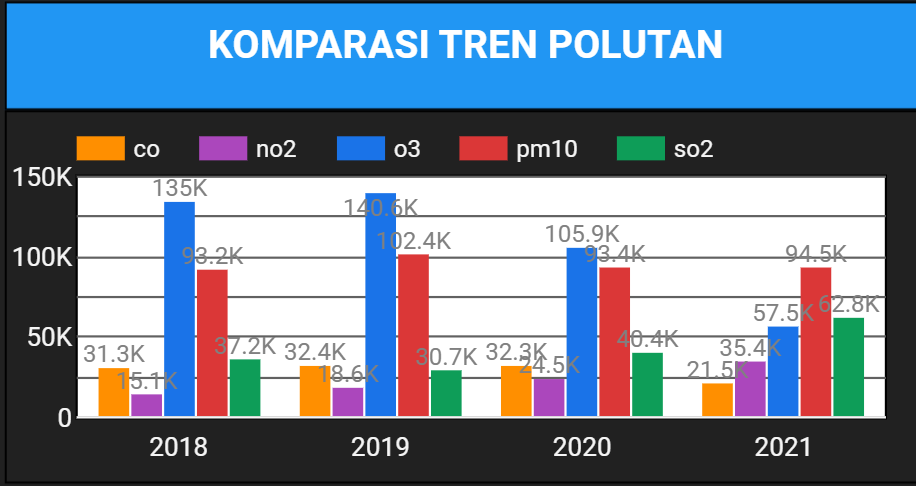 KOMPARASI TREN POLUTAN
co no2 o3 pm10 so2
150K
100K
50K
0
31.3K 15.1K 135K 93.2K 37.2K
32.4K 18.6K 140.6K 102.4K 30.7K
32.3K 24.5K 105.9K 93.4K 40.4K
21.5K 35.4K 57.5K 94.5K 62.8K
2018 2019 2020 2021